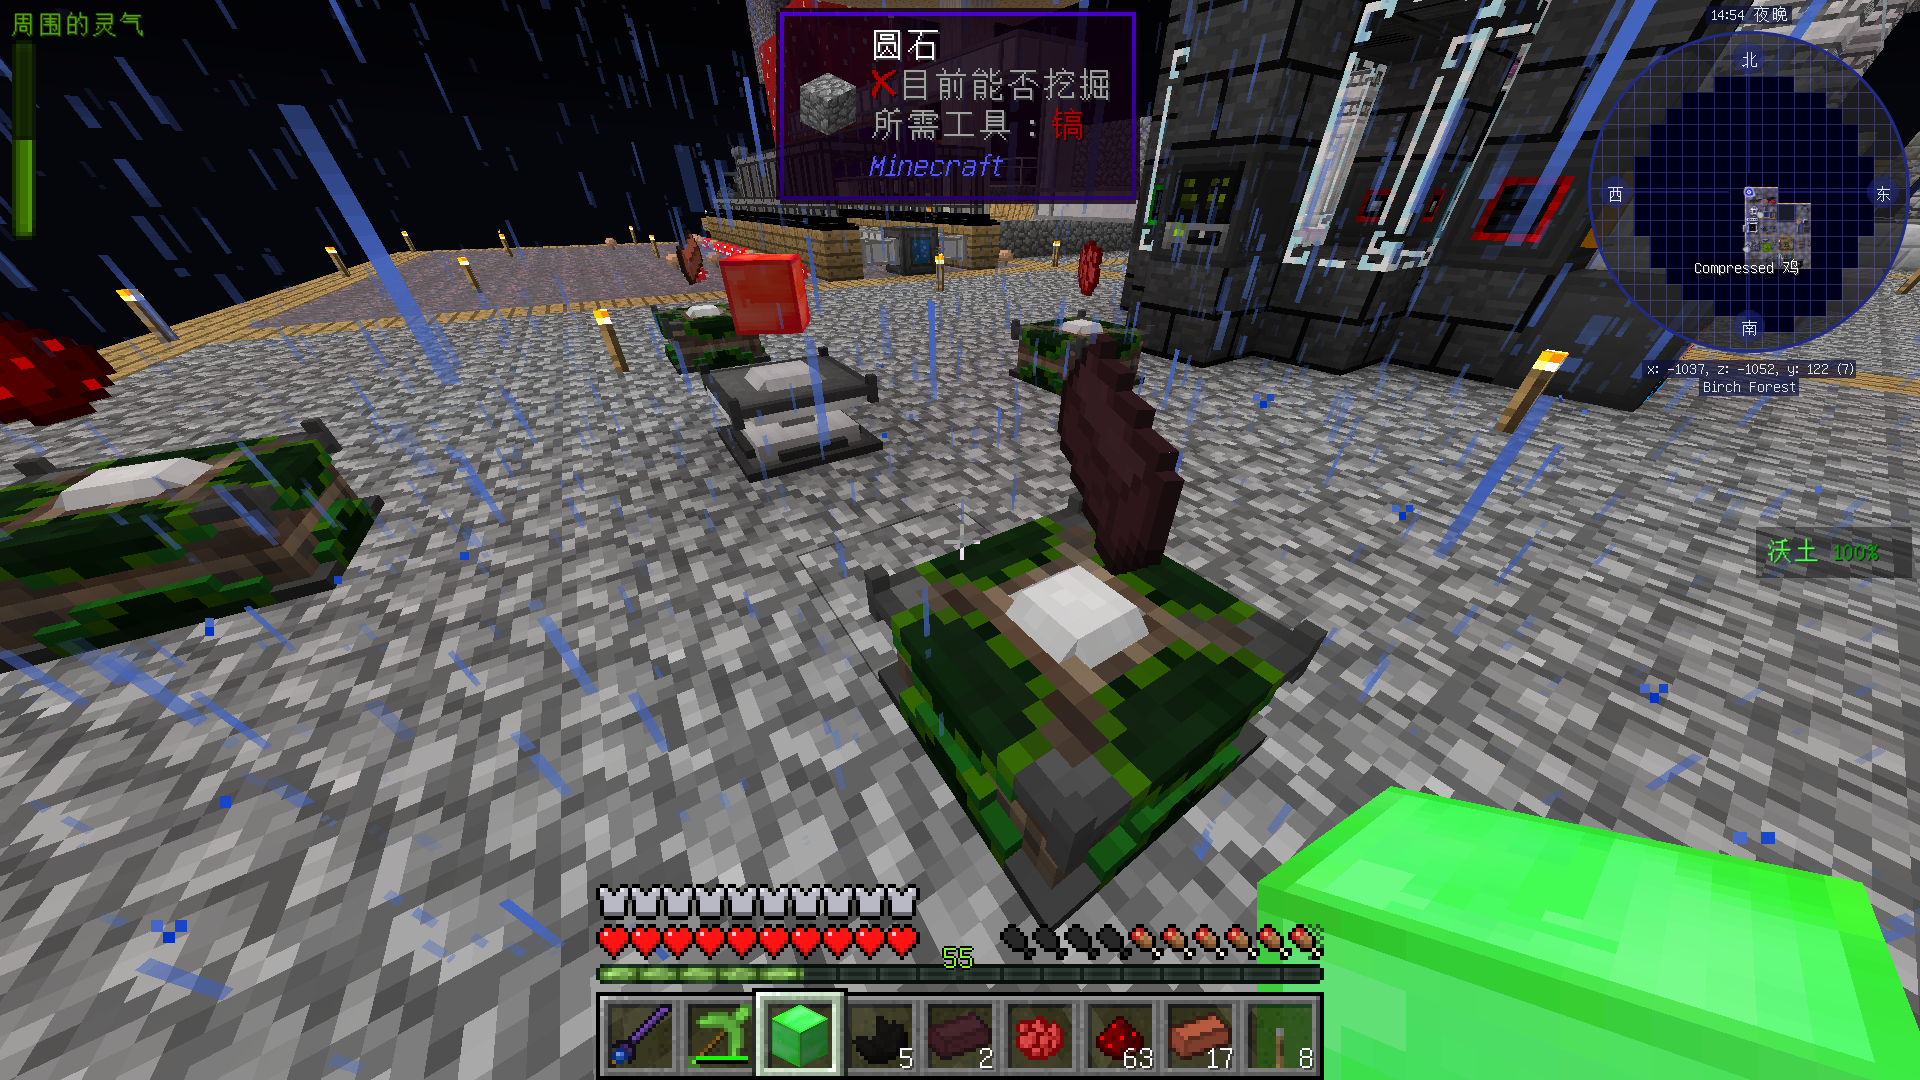 周围的灵气
圆石
目前能否挖掘
所需工具：镐
Minecraft
14:54 夜晚
北
西
东
Compressed 鸡
南
x: -1037, z: -1052, y: 122 (7)
Birch Forest
沃土 100%
55
5
2
63
17
8